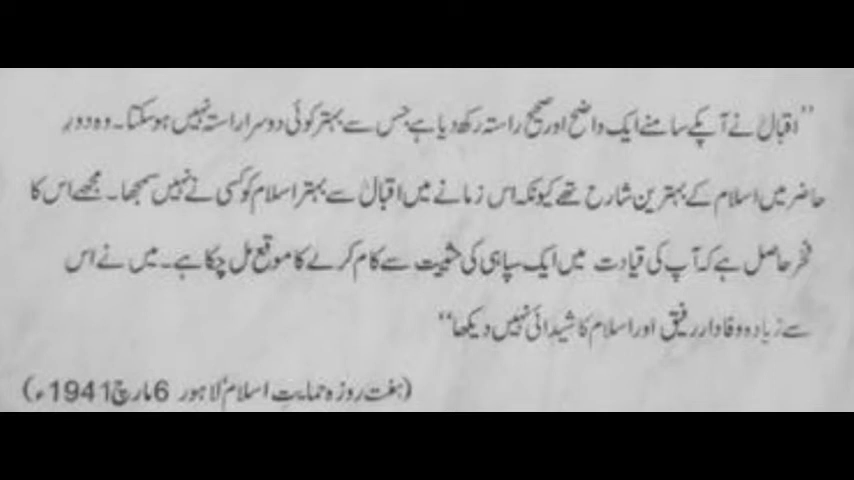 ”اقبالؒ نے آپکے سامنے ایک واضح اور صحیح راستہ رکھ دیا ہے جس سے بہتر کوئی دوسرا راستہ نہیں ہوسکتا۔ وہ دورِ
حاضر میں اسلام کے بہترین شارح تھے کیونکہ اس زمانے میں اقبالؒ سے بہتر اسلام کو کسی نے نہیں سمجھا۔ مجھے اس کا
فخر حاصل ہے کہ آپ کی قیادت میں ایک سپاہی کی حیثیت سے کام کرنے کا موقع مل چکا ہے۔ میں نے اس
سے زیادہ وفادار رفیق اور اسلام کا شیدائی نہیں دیکھا“
(ہفت روزہ حمایتِ اسلام لاہور 6 مارچ 1941ء)